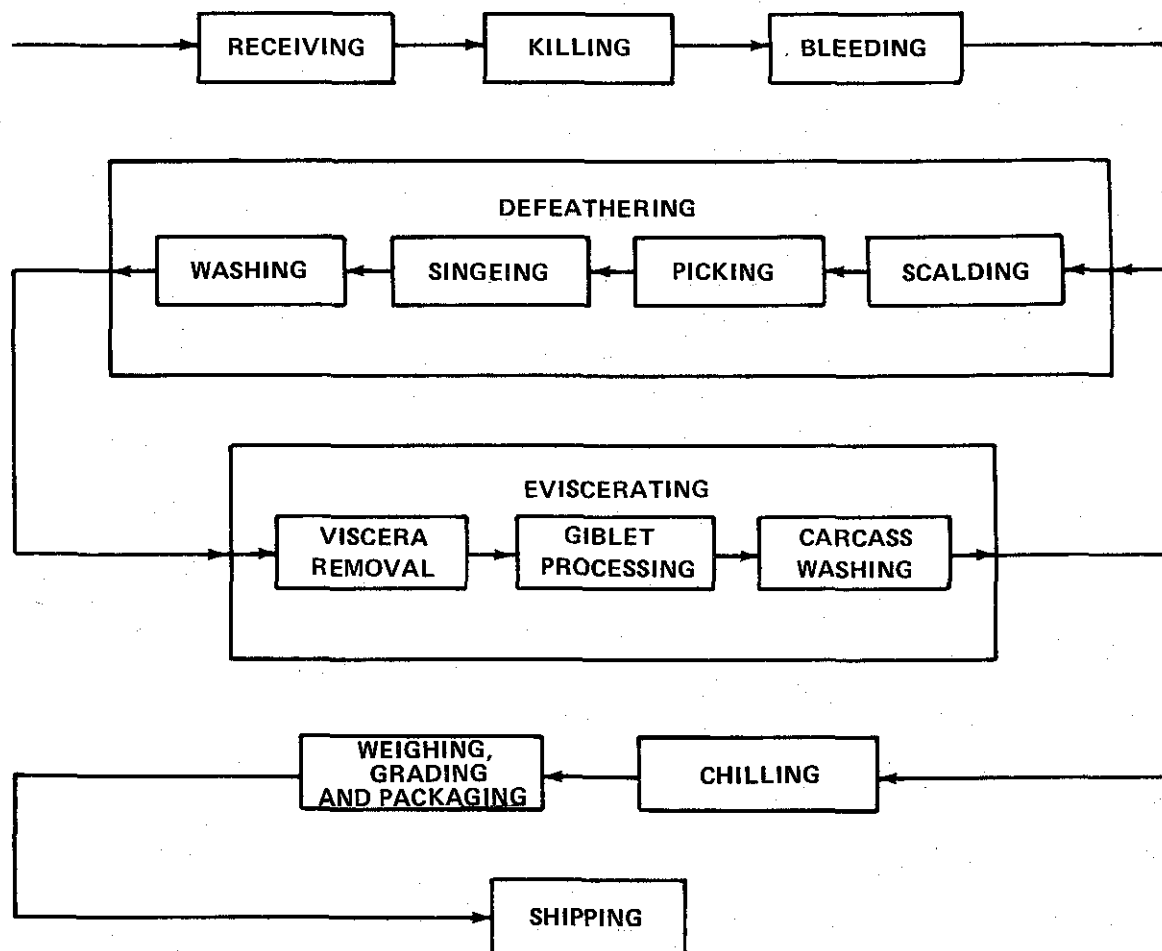 RECEIVING
KILLING
BLEEDING
DEFEATHERING
WASHING
SINGEING
PICKING
SCALDING
EVISCERATING
VISCERA
REMOVAL
GIBLET
PROCESSING
CARCASS
WASHING
WEIGHING,
GRADING
AND PACKAGING
CHILLING
SHIPPING